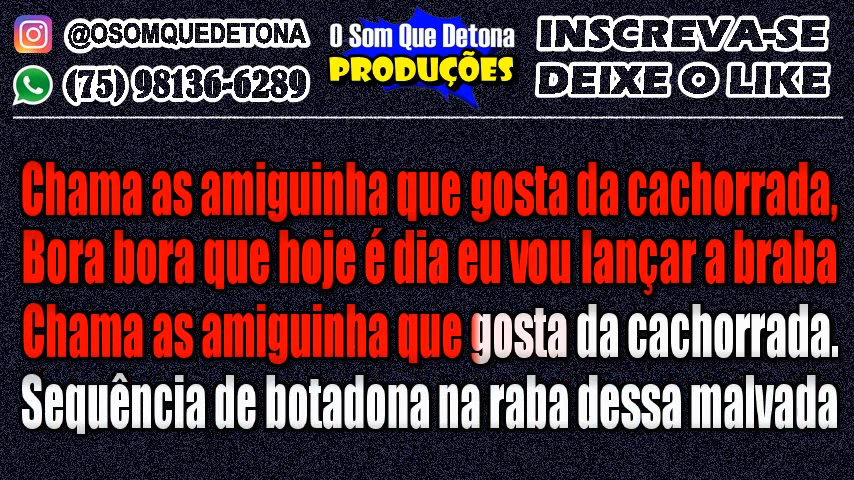 @OSOMQUEDETONA
(75) 98136-6289
O Som Que Detona
PRODUÇÕES
INSCREVA-SE
DEIXE O LIKE
Chama as amiguinha que gosta da cachorrada,
Bora bora que hoje é dia eu vou lançar a braba
Chama as amiguinha que gosta da cachorrada.
Sequência de botadona na raba dessa malvada